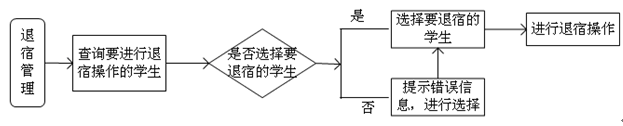 退
宿
管
理
查询要进行退
宿操作的学生
是否选择要
退宿的学生
是
选择要退宿的
学生
进行退宿操作
否
提示错误信
息，进行选择